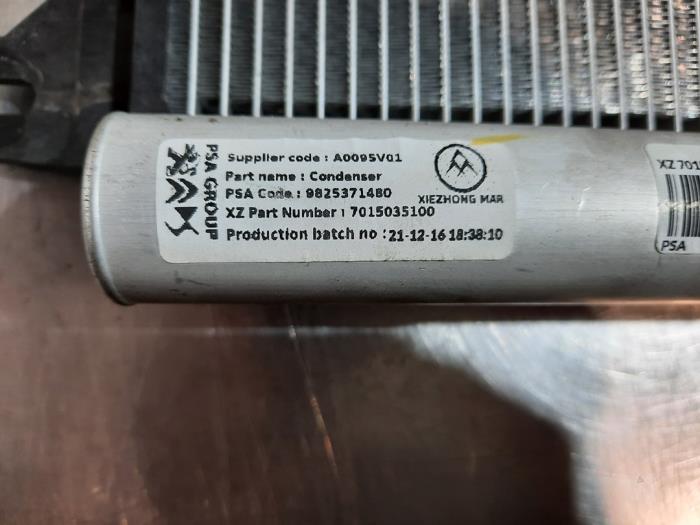 PSA GROUP
Supplier code : A0095V01
Part name : Condenser
PSA Code : 9825371480
XZ Part Number : 7015035100
Production batch no : 21-12-16 18:38:10
XIEZHONG MAR
XZ 701
PSA